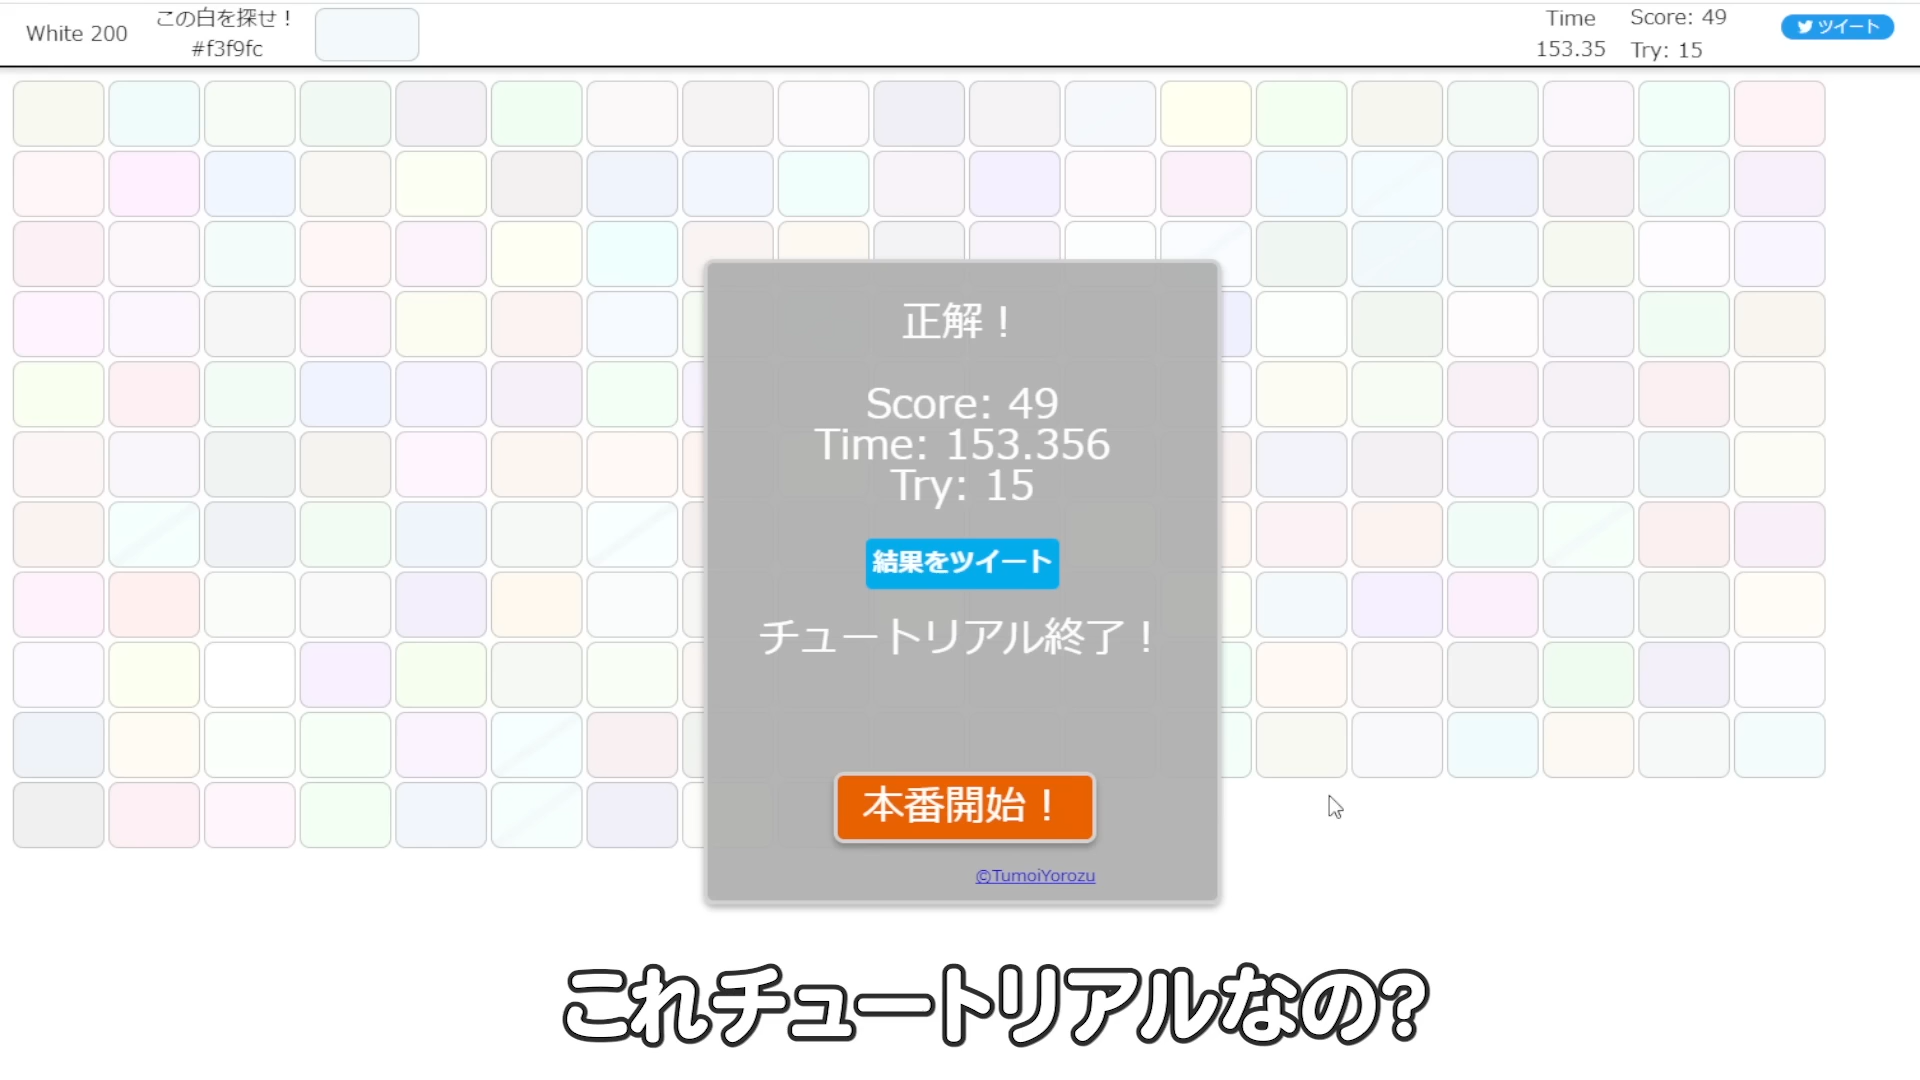 White 200
この白を探せ！
#f3f9fc
Time
153.35
Score: 49
Try: 15
ツイート
正解！
Score: 49
Time: 153.356
Try: 15
結果をツイート
チュートリアル終了！
本番開始！
©TumoiYorozu
これチュートリアルなの?